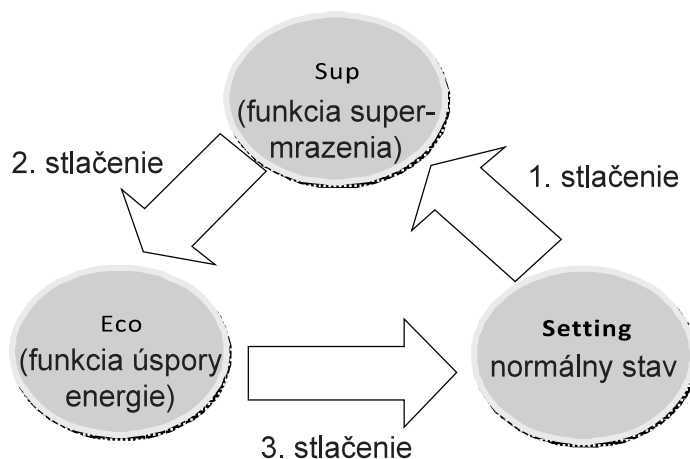 Sup
(funkcia super-
mrazenia)
2. stlačenie
1. stlačenie
Eco
(funkcia úspory
energie)
Setting
normálny stav
3. stlačenie